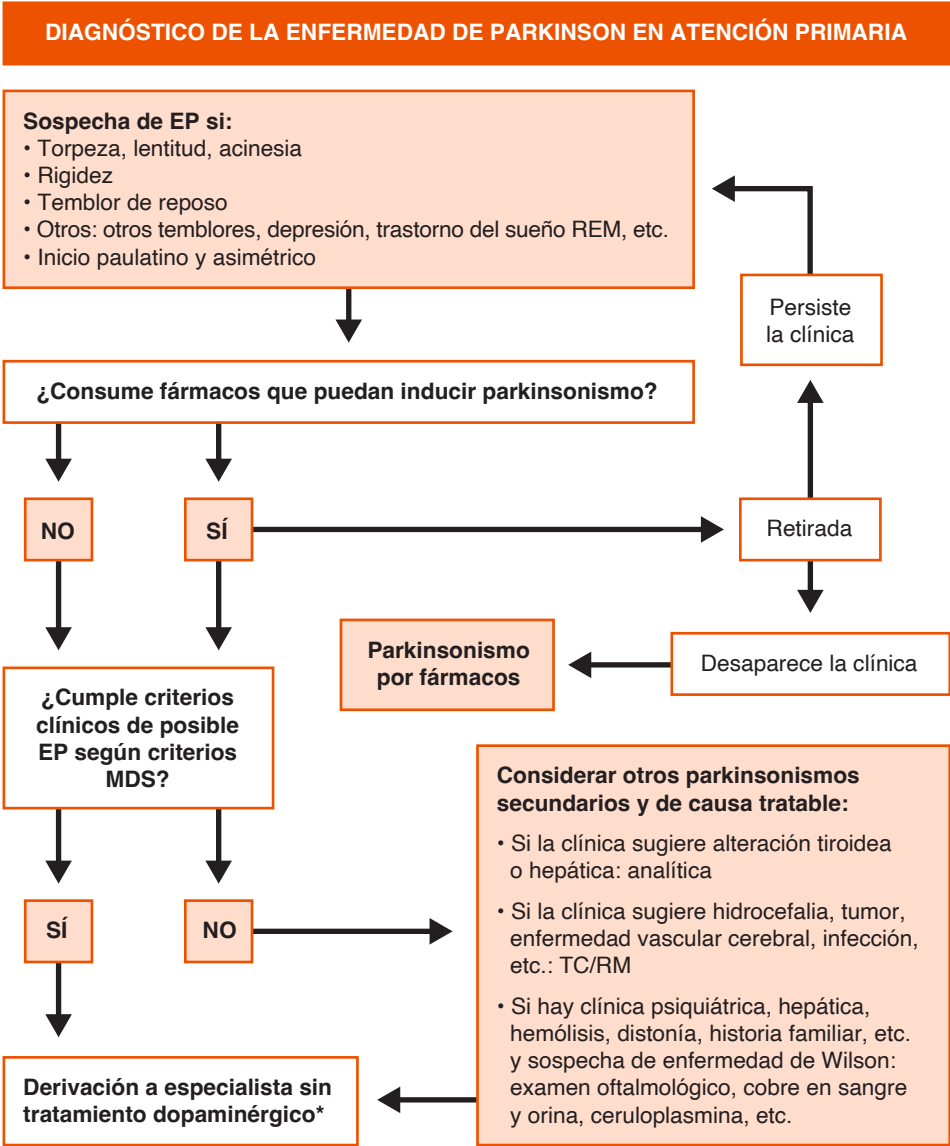 DIAGNÓSTICO DE LA ENFERMEDAD DE PARKINSON EN ATENCIÓN PRIMARIA
Sospecha de EP si:
• Torpeza, lentitud, acinesia
• Rigidez
• Temblor de reposo
• Otros: otros temblores, depresión, trastorno del sueño REM, etc.
• Inicio paulatino y asimétrico
Persiste
la clínica
¿Consume fármacos que puedan inducir parkinsonismo?
NO
SÍ
Retirada
Parkinsonismo
por fármacos
Desaparece la clínica
¿Cumple criterios
clínicos de posible
EP según criterios
MDS?
Considerar otros parkinsonismos
secundarios y de causa tratable:
• Si la clínica sugiere alteración tiroidea
o hepática: analítica
• Si la clínica sugiere hidrocefalia, tumor,
enfermedad vascular cerebral, infección,
etc.: TC/RM
• Si hay clínica psiquiátrica, hepática,
hemólisis, distonía, historia familiar, etc.
y sospecha de enfermedad de Wilson:
examen oftalmológico, cobre en sangre
y orina, ceruloplasmina, etc.
SÍ
NO
Derivación a especialista sin
tratamiento dopaminérgico*